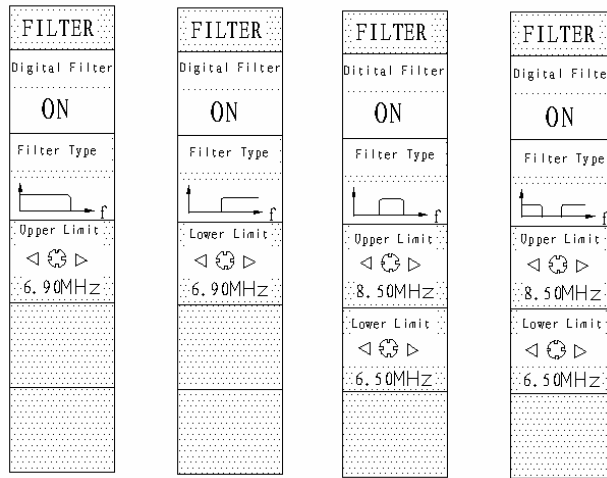 FILTER
Digital Filter
ON
Filter Type
f
Upper Limit
6.90MHz
FILTER
Digital Filter
ON
Filter Type
f
Lower Limit
6.90MHz
FILTER
Ditital Filter
ON
Filter Type
f
Upper Limit
8.50MHz
Lower Limit
6.50MHz
FILTER
Digital Filte
ON
Filter Type
f
Upper Limit
8.50MHz
Lower Limit
6.50MHz